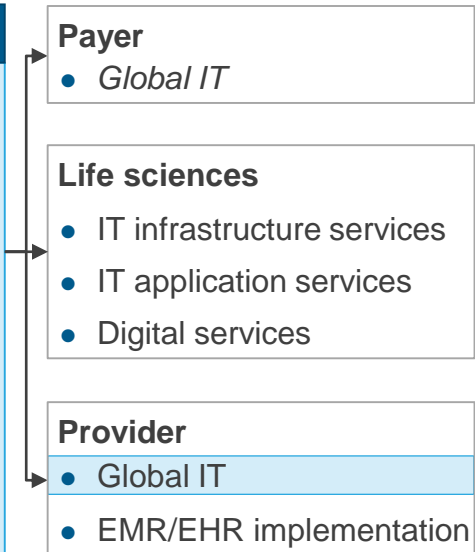 Payer
● Global IT
Life sciences
● IT infrastructure services
● IT application services
● Digital services
Provider
● Global IT
● EMR/EHR implementation